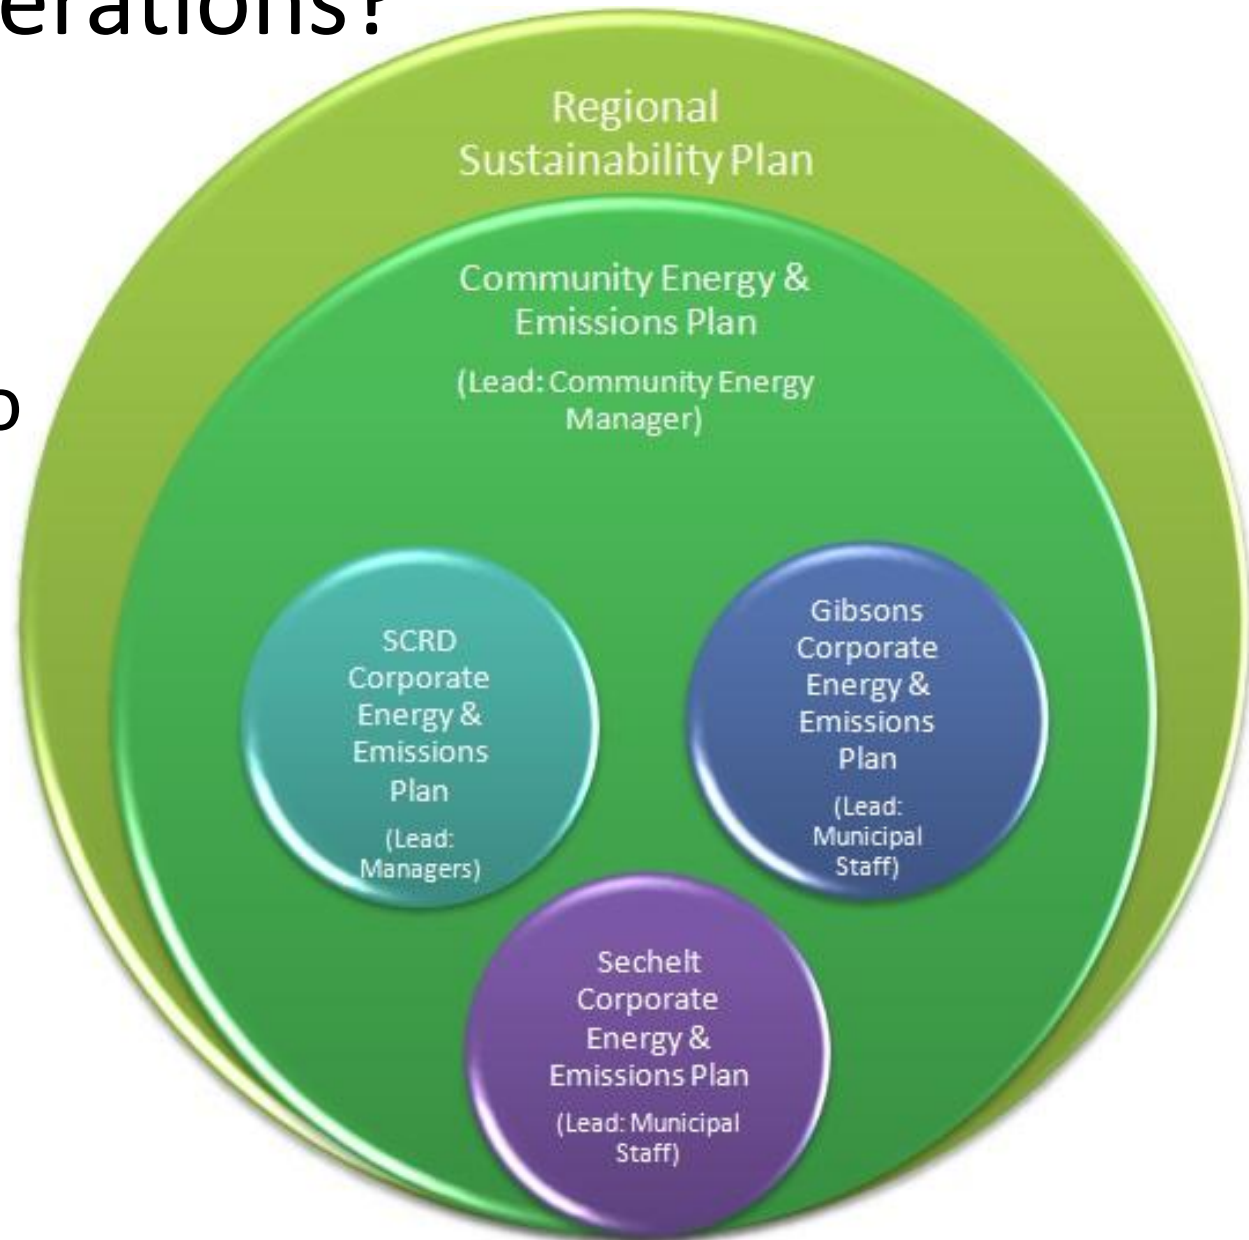 erations?
Regional
Sustainability Plan
Community Energy &
Emissions Plan
(Lead: Community Energy
Manager)
o
SCRD
Corporate
Energy &
Emissions
Plan
(Lead:
Managers)
Gibsons
Corporate
Energy &
Emissions
Plan
(Lead:
Municipal
Staff)
Sechelt
Corporate
Energy &
Emissions Plan
(Lead: Municipal
Staff)